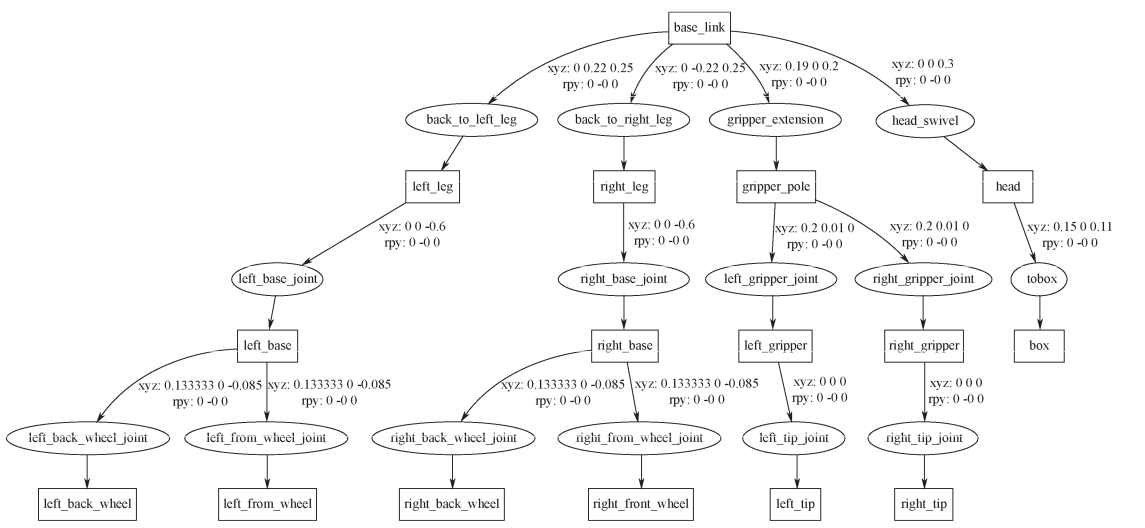 base_link
xyz: 0 0.22 0.25
rpy: 0 -0 0
xyz: 0 -0.22 0.25
rpy: 0 -0 0
xyz: 0.19 0 0.2
rpy: 0 -0 0
xyz: 0 0 0.3
rpy: 0 -0 0
back_to_left_leg
back_to_right_leg
gripper_extension
head_swivel
left_leg
right_leg
gripper_pole
head
xyz: 0 0 -0.6
rpy: 0 -0 0
xyz: 0 0 -0.6
rpy: 0 -0 0
xyz: 0.2 0.01 0
rpy: 0 -0 0
xyz: 0.2 0.01 0
rpy: 0 -0 0
xyz: 0.15 0 0.11
rpy: 0 -0 0
left_base_joint
right_base_joint
left_gripper_joint
right_gripper_joint
tobox
left_base
right_base
left_gripper
right_gripper
box
xyz: 0.133333 0 -0.085
rpy: 0 -0 0
xyz: 0.133333 0 -0.085
rpy: 0 -0 0
xyz: 0.133333 0 -0.085
rpy: 0 -0 0
xyz: 0.133333 0 -0.085
rpy: 0 -0 0
xyz: 0 0 0
rpy: 0 -0 0
xyz: 0 0 0
rpy: 0 -0 0
left_back_wheel_joint
left_from_wheel_joint
right_back_wheel_joint
right_from_wheel_joint
left_tip_joint
right_tip_joint
left_back_wheel
left_from_wheel
right_back_wheel
right_front_wheel
left_tip
right_tip